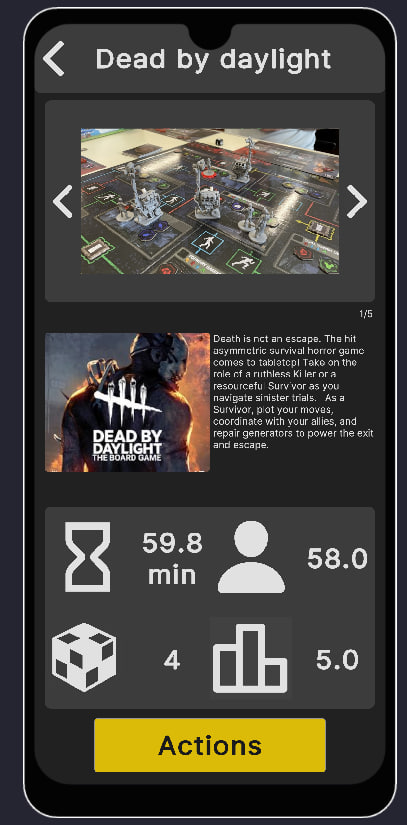 Dead by daylight
1/5
Death is not an escape. The hit
asymmetric survival horror game
comes to tabletop! Take on the
role of a ruthless Killer or a
resourceful Survivor as you
navigate sinister trials. As a
Survivor, plot your moves,
coordinate with your allies, and
repair generators to power the exit
and escape.
DEAD BY
DAYLIGHT
THE BOARD GAME
59.8
min
58.0
4
5.0
Actions